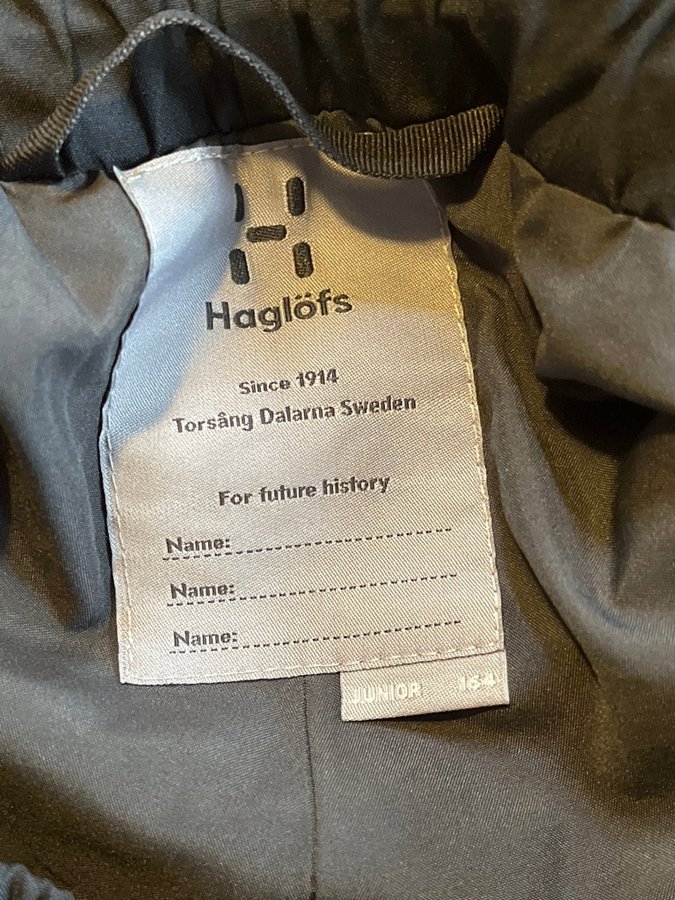 Haglöfs
Since 1914
Torsång Dalarna Sweden
For future history
Name:
Name:
Name:
JUNIOR 164